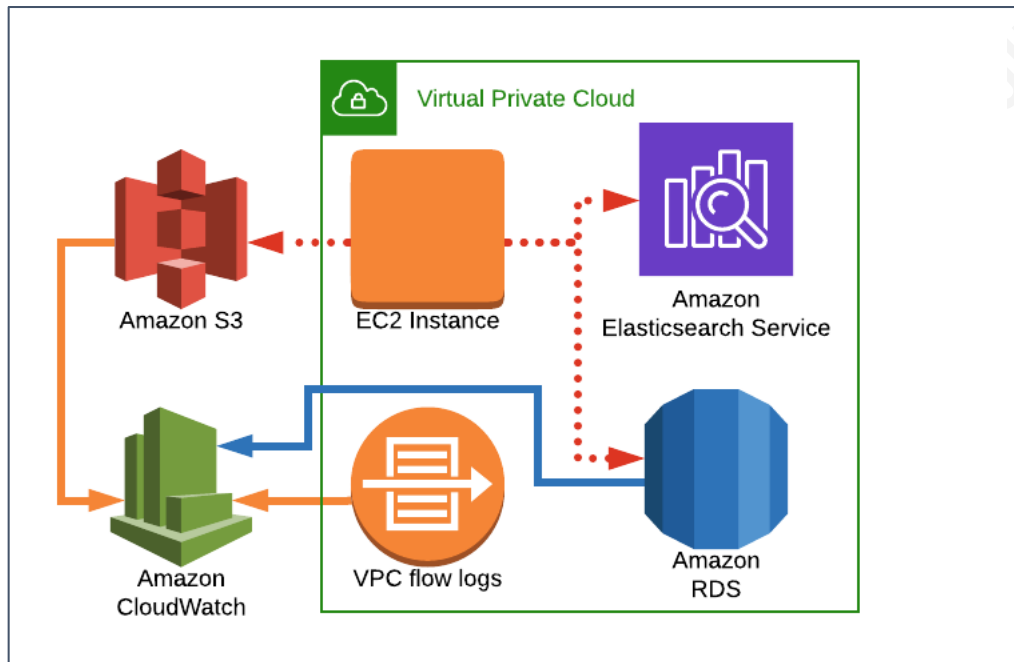 Virtual Private Cloud
Amazon S3
EC2 Instance
Amazon
Elasticsearch Service
Amazon
CloudWatch
VPC flow logs
Amazon
RDS